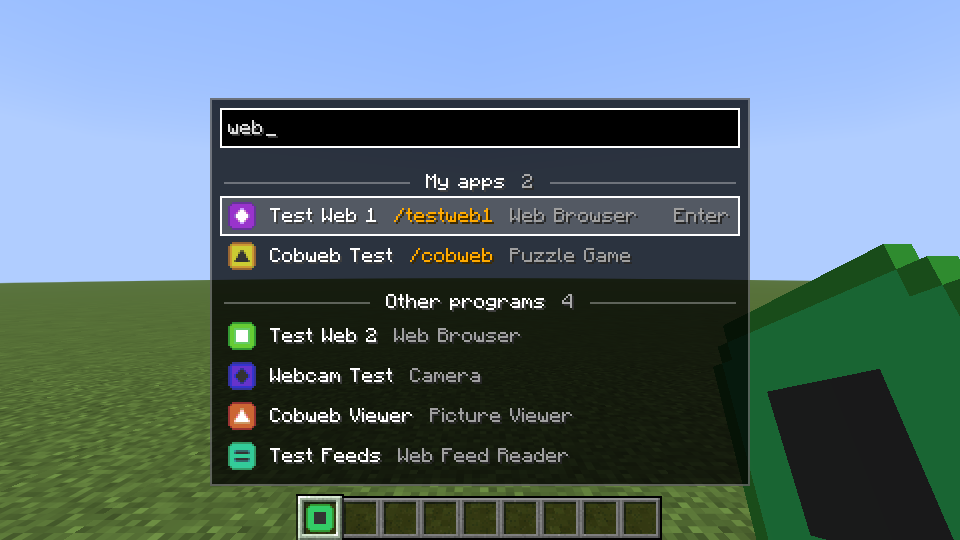 web_
My apps 2
Test Web 1 /testweb1 Web Browser Enter
Cobweb Test /cobweb Puzzle Game
Other programs 4
Test Web 2 Web Browser
Webcam Test Camera
Cobweb Viewer Picture Viewer
Test Feeds Web Feed Reader